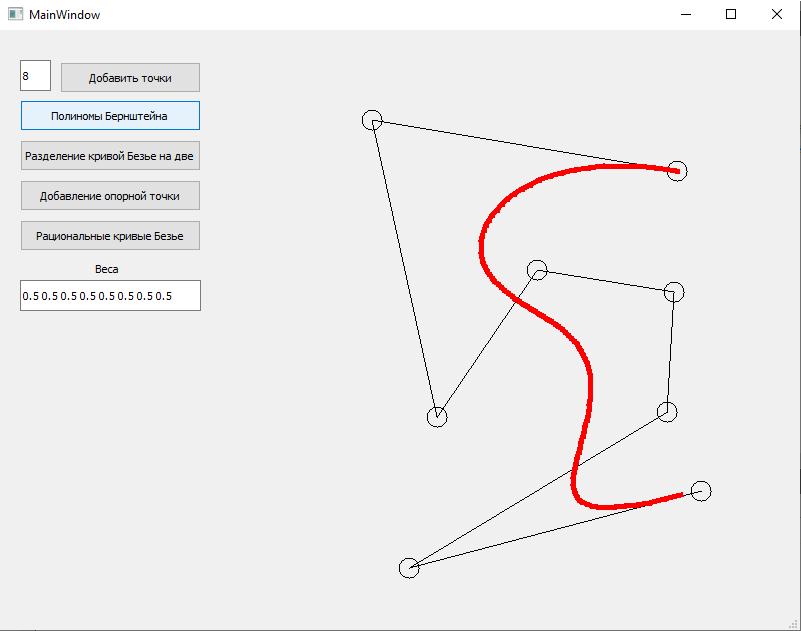 MainWindow
8
Добавить точки
Полиномы Бернштейна
Разделение кривой Безье на две
Добавление опорной точки
Рациональные кривые Безье
Веса
0.5 0.5 0.5 0.5 0.5 0.5 0.5 0.5